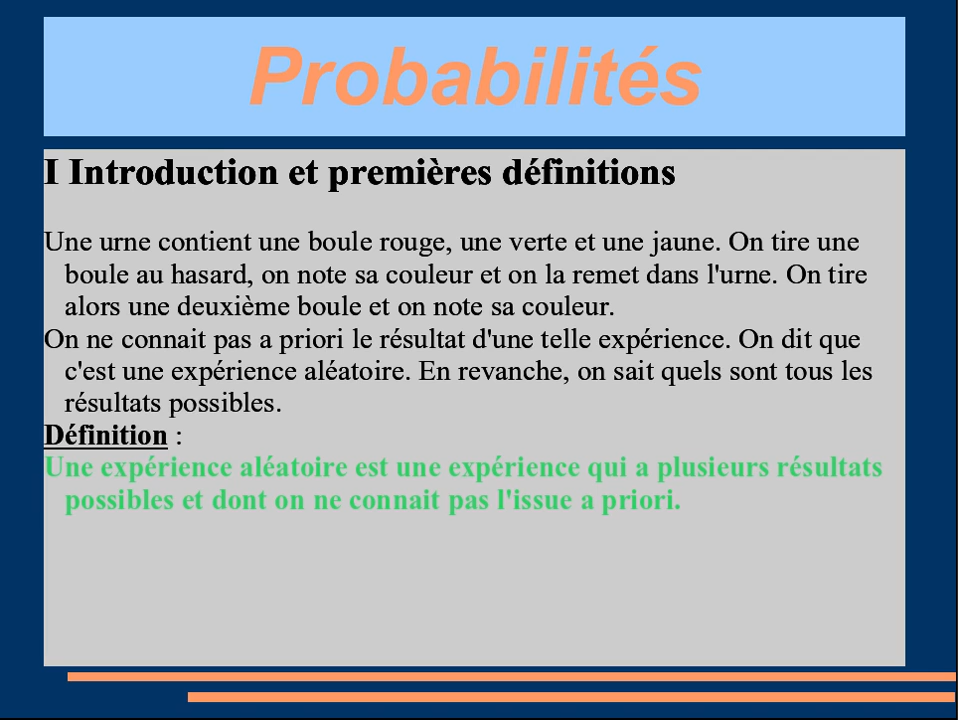 Probabilités
I Introduction et premières définitions
Une urne contient une boule rouge, une verte et une jaune. On tire une
boule au hasard, on note sa couleur et on la remet dans l'urne. On tire
alors une deuxième boule et on note sa couleur.
On ne connait pas a priori le résultat d'une telle expérience. On dit que
c'est une expérience aléatoire. En revanche, on sait quels sont tous les
résultats possibles.
Définition :
Une expérience aléatoire est une expérience qui a plusieurs résultats
possibles et dont on ne connait pas l'issue a priori.